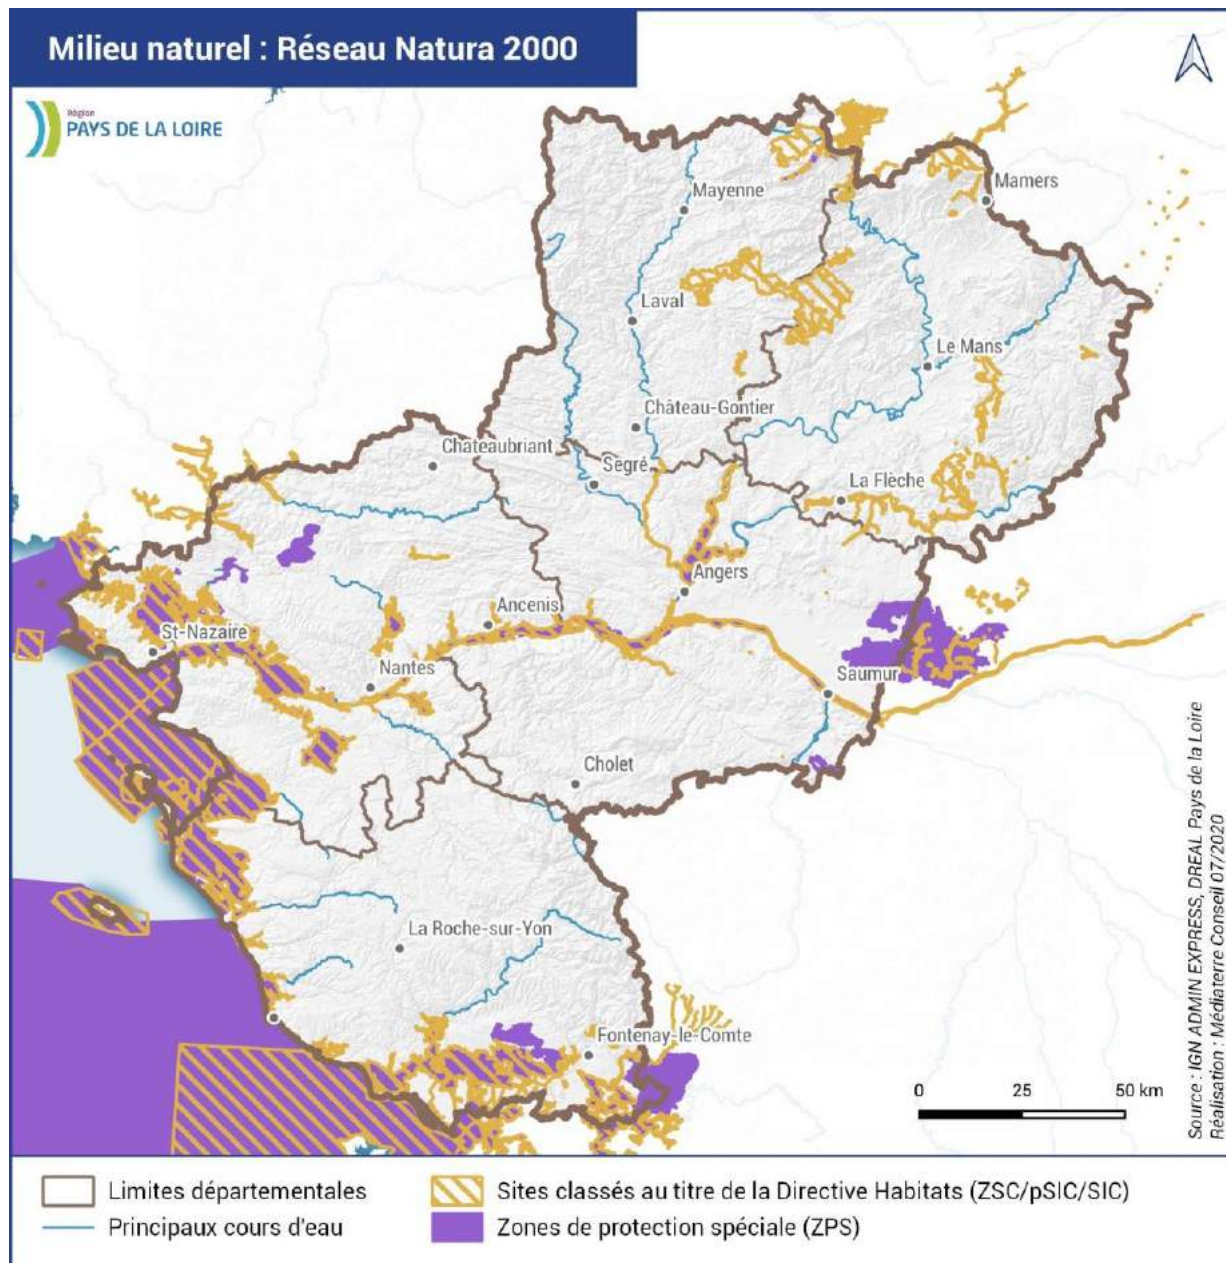 Milieu naturel : Réseau Natura 2000
Région
PAYS DE LA LOIRE
Mayenne
Mamers
Laval
Le Mans
Château-Gontier
Chateaubriant
Segré
La Flèche
Angers
Ancenis
St-Nazaire
Nantes
Saumur
Cholet
La Roche-sur-Yon
Fontenay-le-Comte
0 25 50 km
Source : IGN ADMIN EXPRESS, DREAL Pays de la Loire
Réalisation : Médiaterre Conseil 07/2020
Limites départementales
Sites classés au titre de la Directive Habitats (ZSC/pSIC/SIC)
Principaux cours d'eau
Zones de protection spéciale (ZPS)